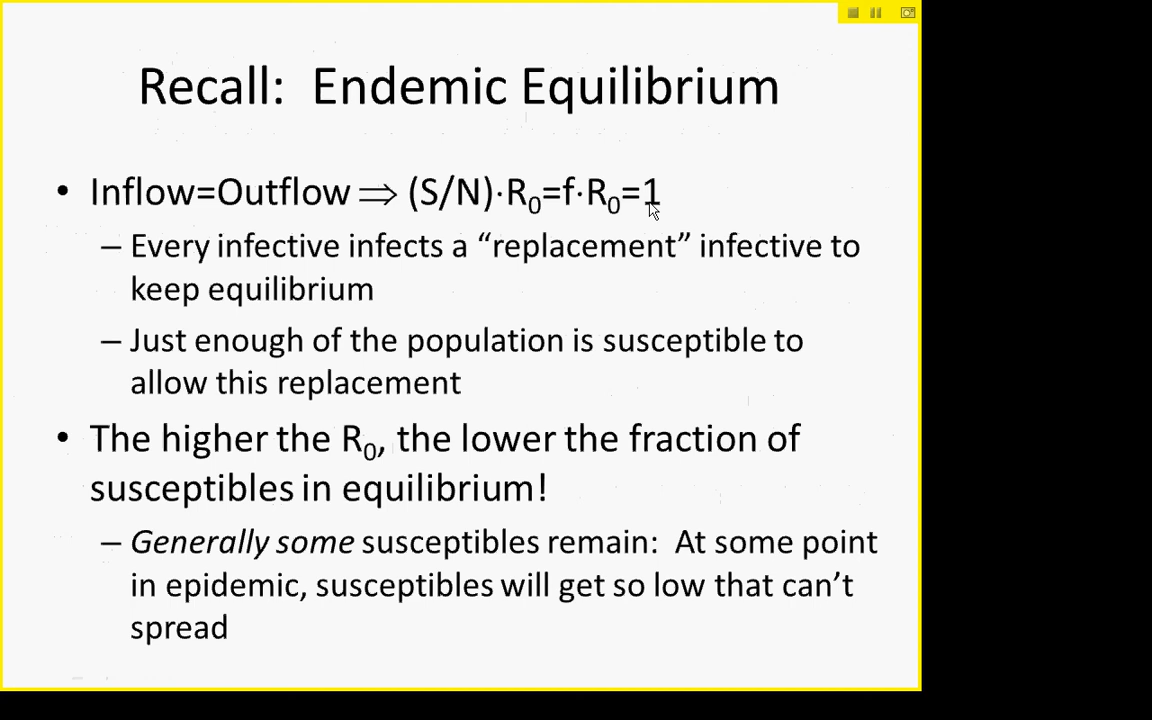 Recall: Endemic Equilibrium
• Inflow=Outflow ⇒ (S/N)·R₀=f·R₀=1
– Every infective infects a “replacement” infective to
keep equilibrium
– Just enough of the population is susceptible to
allow this replacement
• The higher the R₀, the lower the fraction of
susceptibles in equilibrium!
– Generally some susceptibles remain: At some point
in epidemic, susceptibles will get so low that can’t
spread